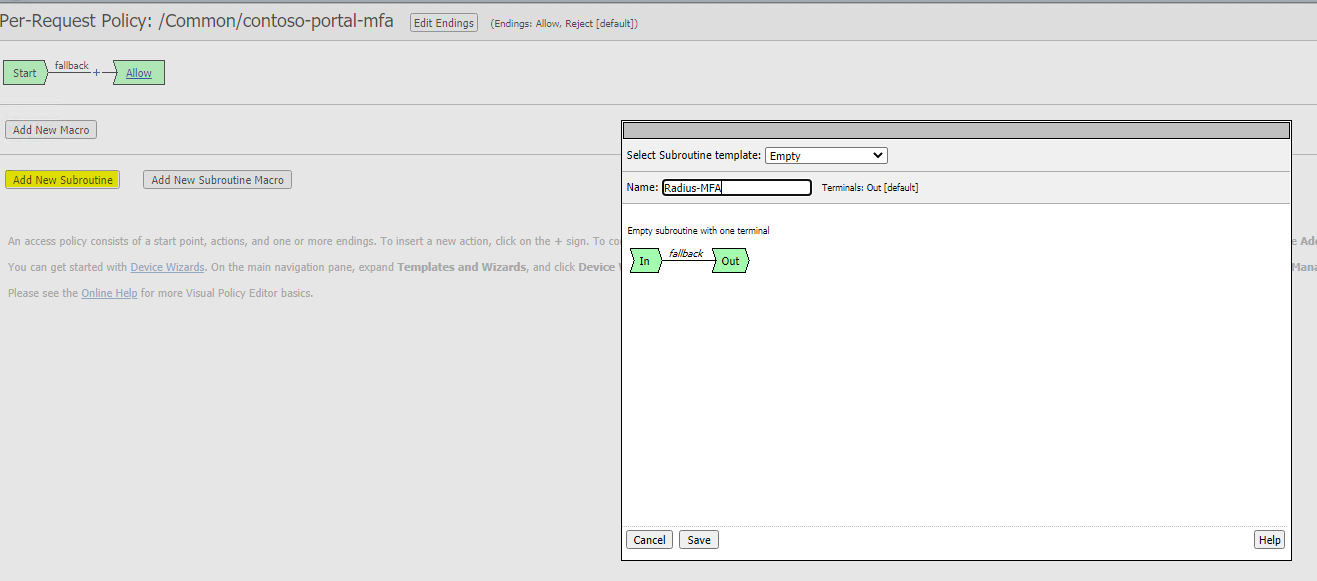 Per-Request Policy: /Common/contoso-portal-mfa Edit Endings (Endings: Allow, Reject [default])
Start fallback + Allow
Add New Macro
Add New Subroutine Add New Subroutine Macro
An access policy consists of a start point, actions, and one or more endings. To insert a new action, click on the + sign. To co
e Add
You can get started with Device Wizards. On the main navigation pane, expand Templates and Wizards, and click Device W
Mana
Please see the Online Help for more Visual Policy Editor basics.
Select Subroutine template: Empty
Name: Radius-MFA Terminals: Out [default]
Empty subroutine with one terminal
In fallback Out
Cancel Save Help